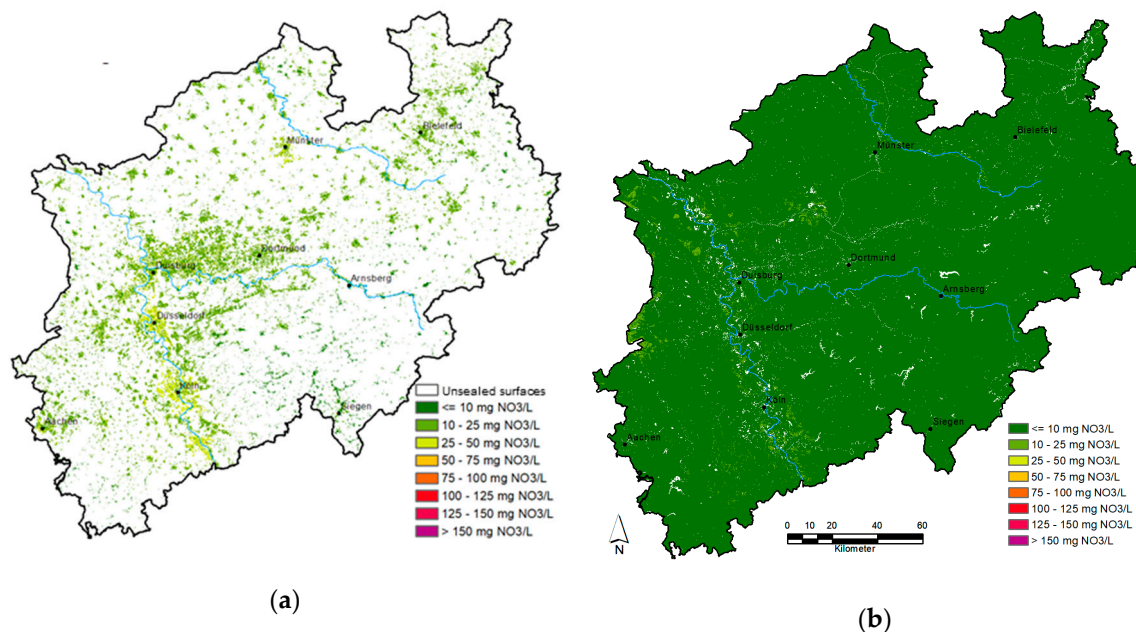 Bielefeld
Münster
Dortmund
Duisburg
Arnsberg
Düsseldorf
Köln
Aachen
Siegen
Unsealed surfaces
<= 10 mg NO3/L
10 - 25 mg NO3/L
25 - 50 mg NO3/L
50 - 75 mg NO3/L
75 - 100 mg NO3/L
100 - 125 mg NO3/L
125 - 150 mg NO3/L
> 150 mg NO3/L
(a)
Bielefeld
Münster
Dortmund
Duisburg
Arnsberg
Düsseldorf
Köln
Siegen
Aachen
<= 10 mg NO3/L
10 - 25 mg NO3/L
25 - 50 mg NO3/L
50 - 75 mg NO3/L
75 - 100 mg NO3/L
100 - 125 mg NO3/L
125 - 150 mg NO3/L
> 150 mg NO3/L
N
0 10 20 40 60
Kilometer
(b)